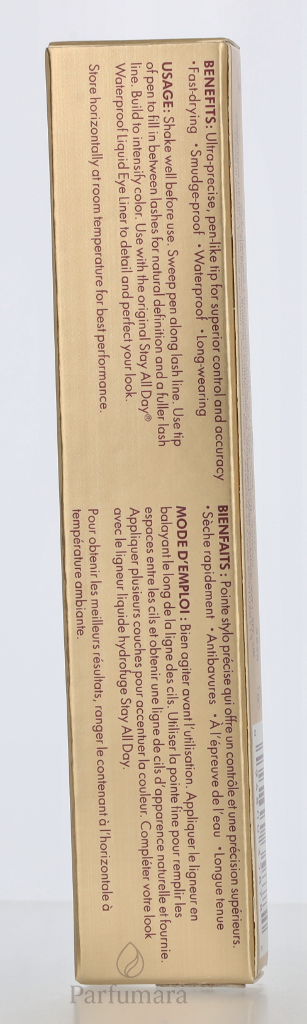 BENEFITS: Ultra-precise, pen-like tip for superior control and accuracy
•Fast-drying •Smudge-proof •Waterproof •Long-wearing
USAGE: Shake well before use. Sweep pen along lash line. Use tip
of pen to fill in between lashes for natural definition and a fuller lash
line. Build to intensify color. Use with the original Stay All Day®
Waterproof Liquid Eye Liner to detail and perfect your look.
Store horizontally at room temperature for best performance.
BIENFAITS : Pointe stylo précise qui offre un contrôle et une précision supérieurs.
•Sèche rapidement •Antibavures •À l'épreuve de l'eau •Longue tenue
MODE D'EMPLOI : Bien agiter avant l'utilisation. Appliquer le ligneur en
balayant le long de la ligne des cils. Utiliser la pointe fine pour remplir les
espaces entre les cils et obtenir une ligne de cils d'apparence naturelle et fournie.
Appliquer plusieurs couches pour accentuer la couleur. Compléter votre look
avec le ligneur liquide hydrofuge Stay All Day.
Pour obtenir les meilleurs résultats, ranger le contenant à l'horizontale à
température ambiante.
Parfumara